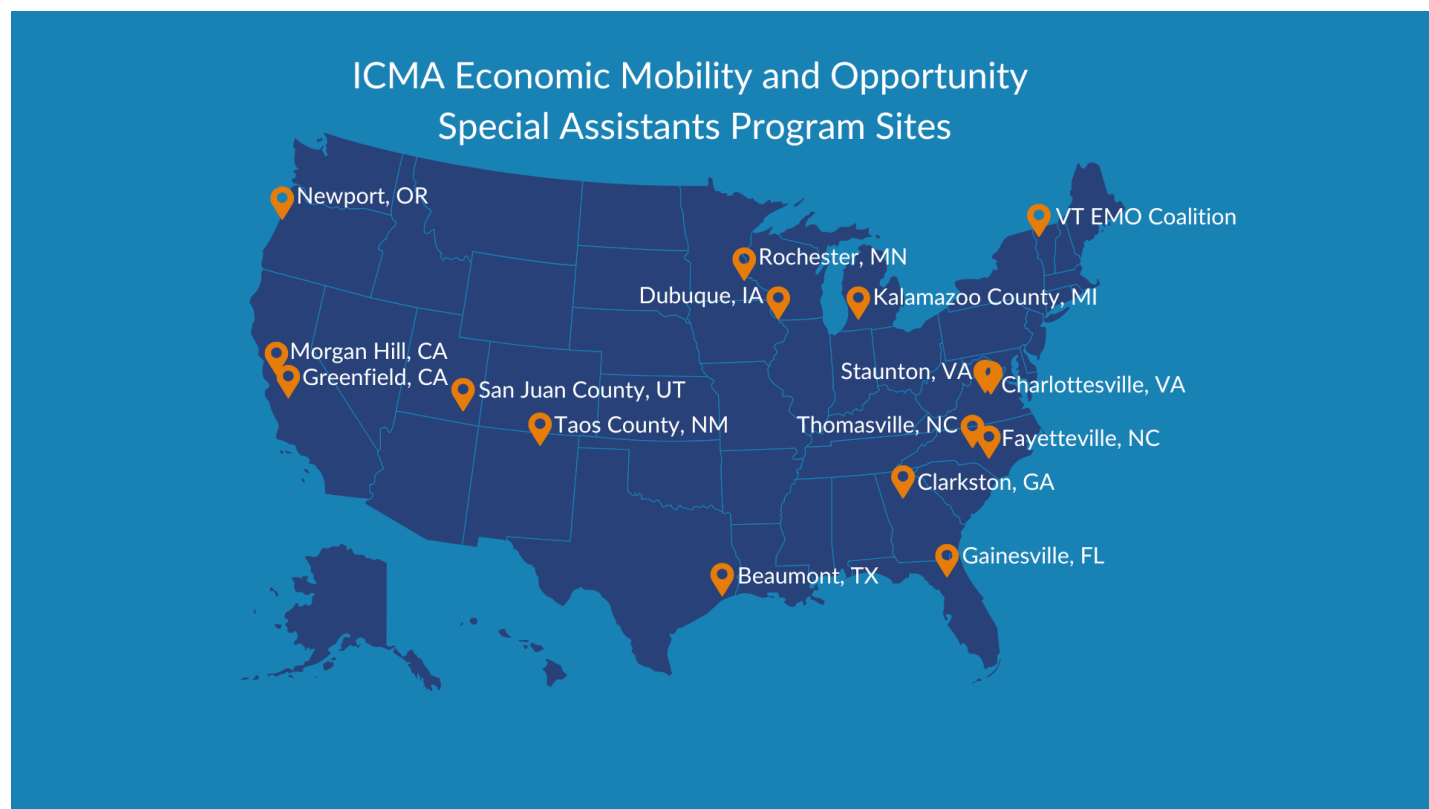 ICMA Economic Mobility and Opportunity
Special Assistants Program Sites
Newport, OR
VT EMO Coalition
Rochester, MN
Dubuque, IA
Kalamazoo County, MI
Morgan Hill, CA
Greenfield, CA
San Juan County, UT
Staunton, VA
Charlottesville, VA
Taos County, NM
Thomasville, NC
Fayetteville, NC
Clarkston, GA
Gainesville, FL
Beaumont, TX